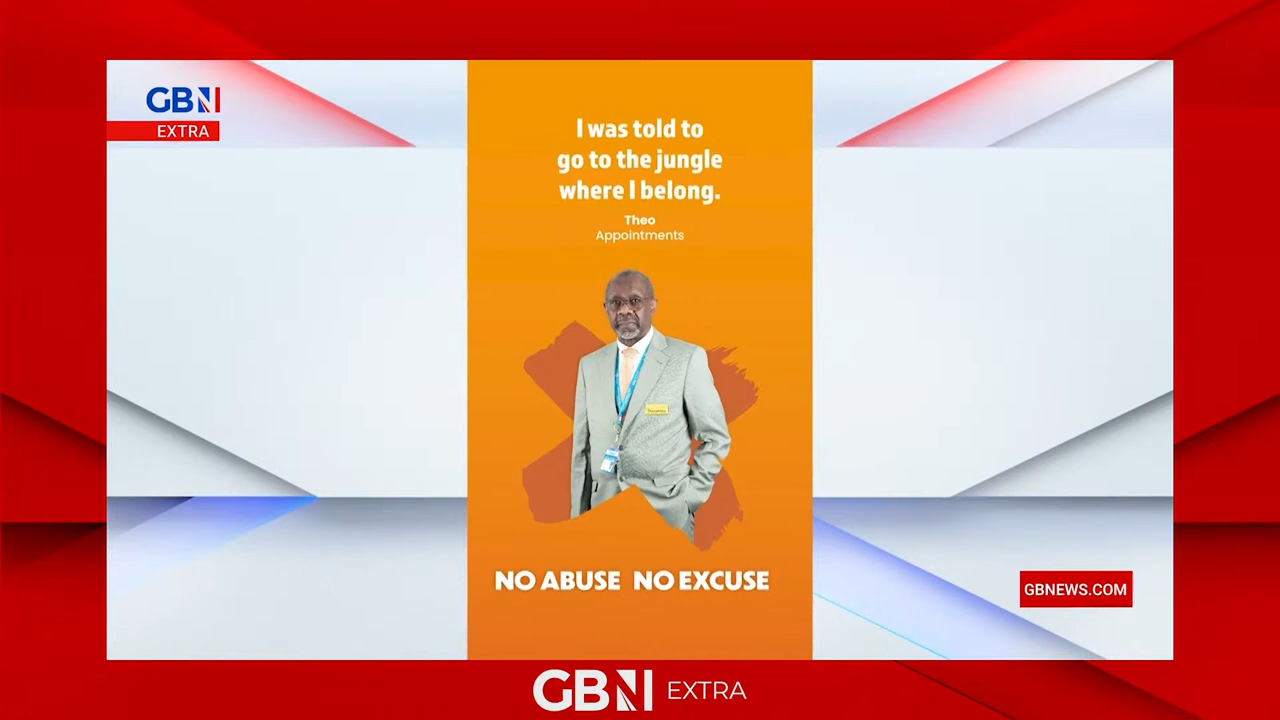 GBN
EXTRA
I was told to
go to the jungle
where I belong.
Theo
Appointments
NO ABUSE NO EXCUSE
GBNEWS.COM
GBN EXTRA